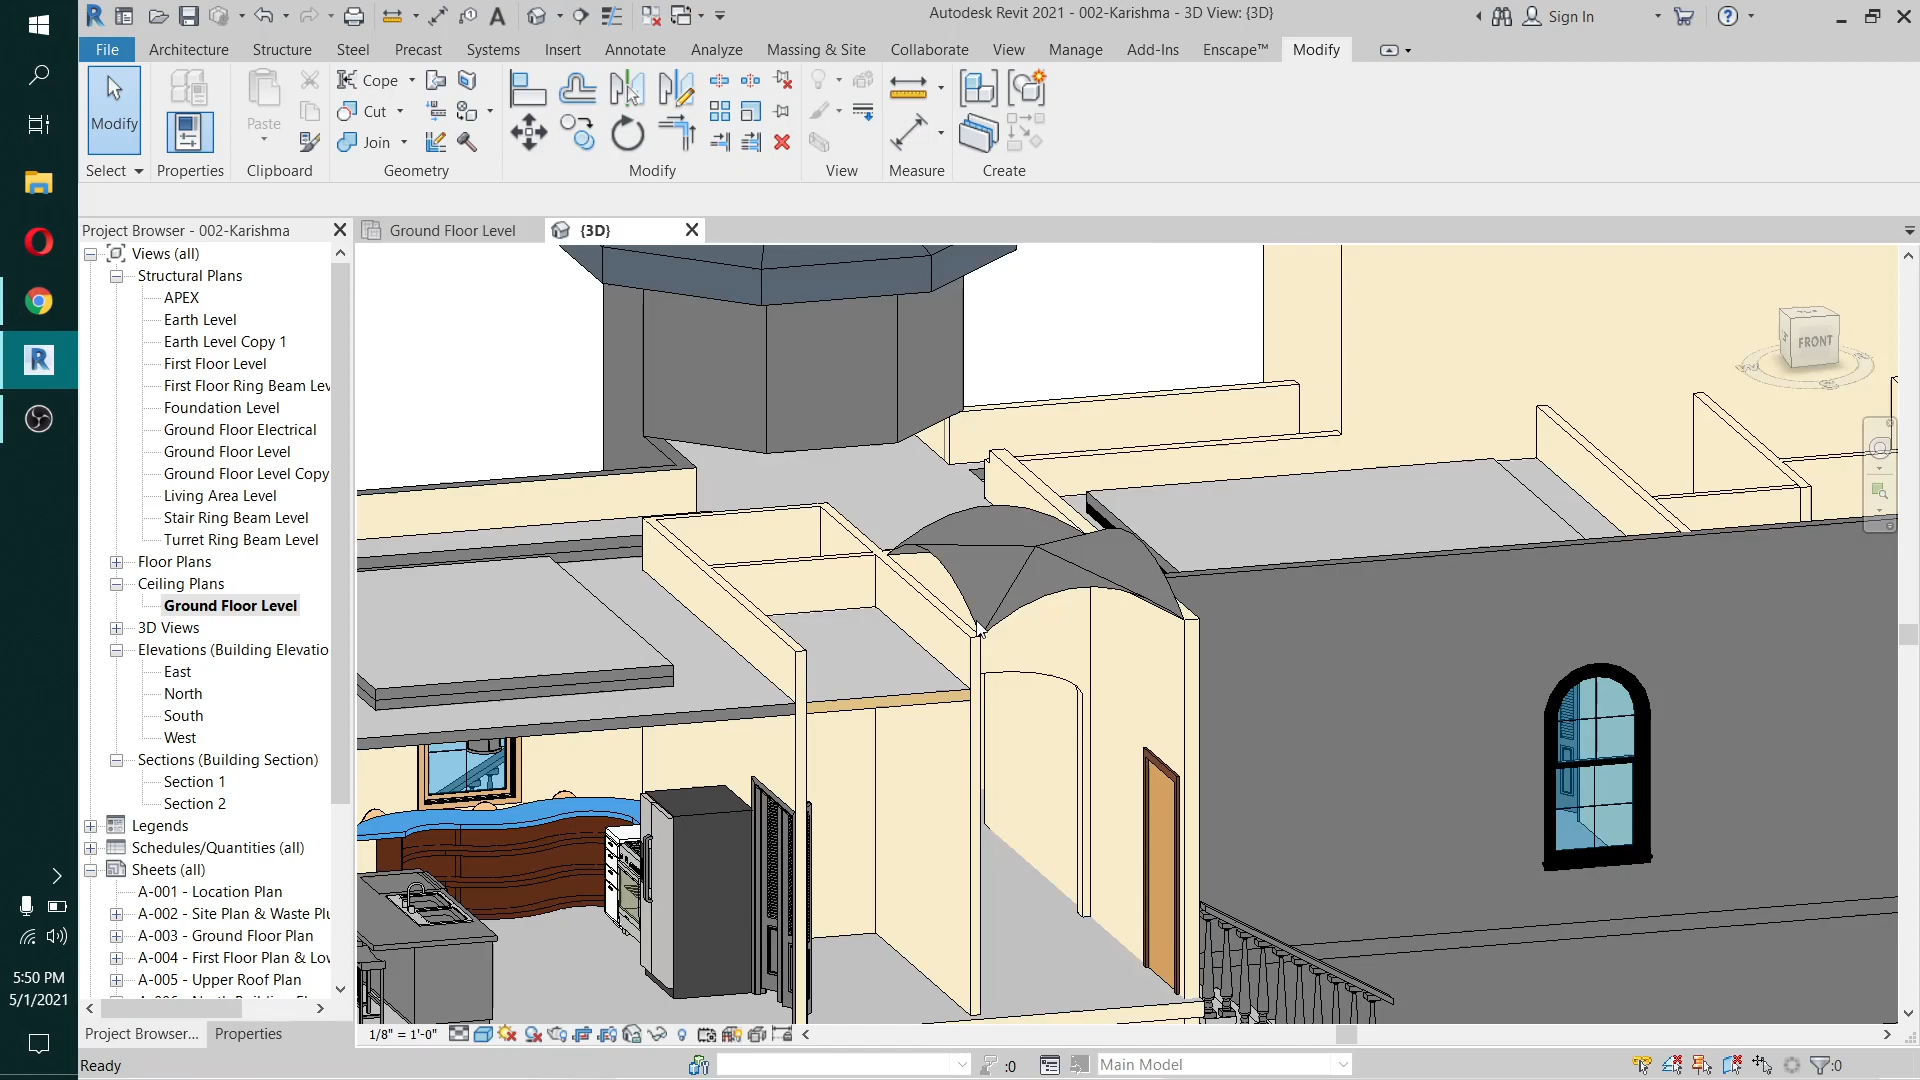 Autodesk Revit 2021 - 002-Karishma - 3D View: {3D}
Sign In
File Architecture Structure Steel Precast Systems Insert Annotate Analyze Massing & Site Collaborate View Manage Add-Ins Enscape™ Modify
Modify
Paste
Cope
Cut
Join
Select Properties Clipboard Geometry Modify View Measure Create
Project Browser - 002-Karishma
Ground Floor Level
{3D}
Views (all)
Structural Plans
APEX
Earth Level
Earth Level Copy 1
First Floor Level
First Floor Ring Beam Lev
Foundation Level
Ground Floor Electrical
Ground Floor Level
Ground Floor Level Copy
Living Area Level
Stair Ring Beam Level
Turret Ring Beam Level
Floor Plans
Ceiling Plans
Ground Floor Level
3D Views
Elevations (Building Elevatio
East
North
South
West
Sections (Building Section)
Section 1
Section 2
Legends
Schedules/Quantities (all)
Sheets (all)
A-001 - Location Plan
A-002 - Site Plan & Waste Pl
A-003 - Ground Floor Plan
A-004 - First Floor Plan & Lo
A-005 - Upper Roof Plan
FRONT
Project Browser... Properties
1/8" = 1'-0"
Ready
:0
Main Model
:0
5:50 PM
5/1/2021